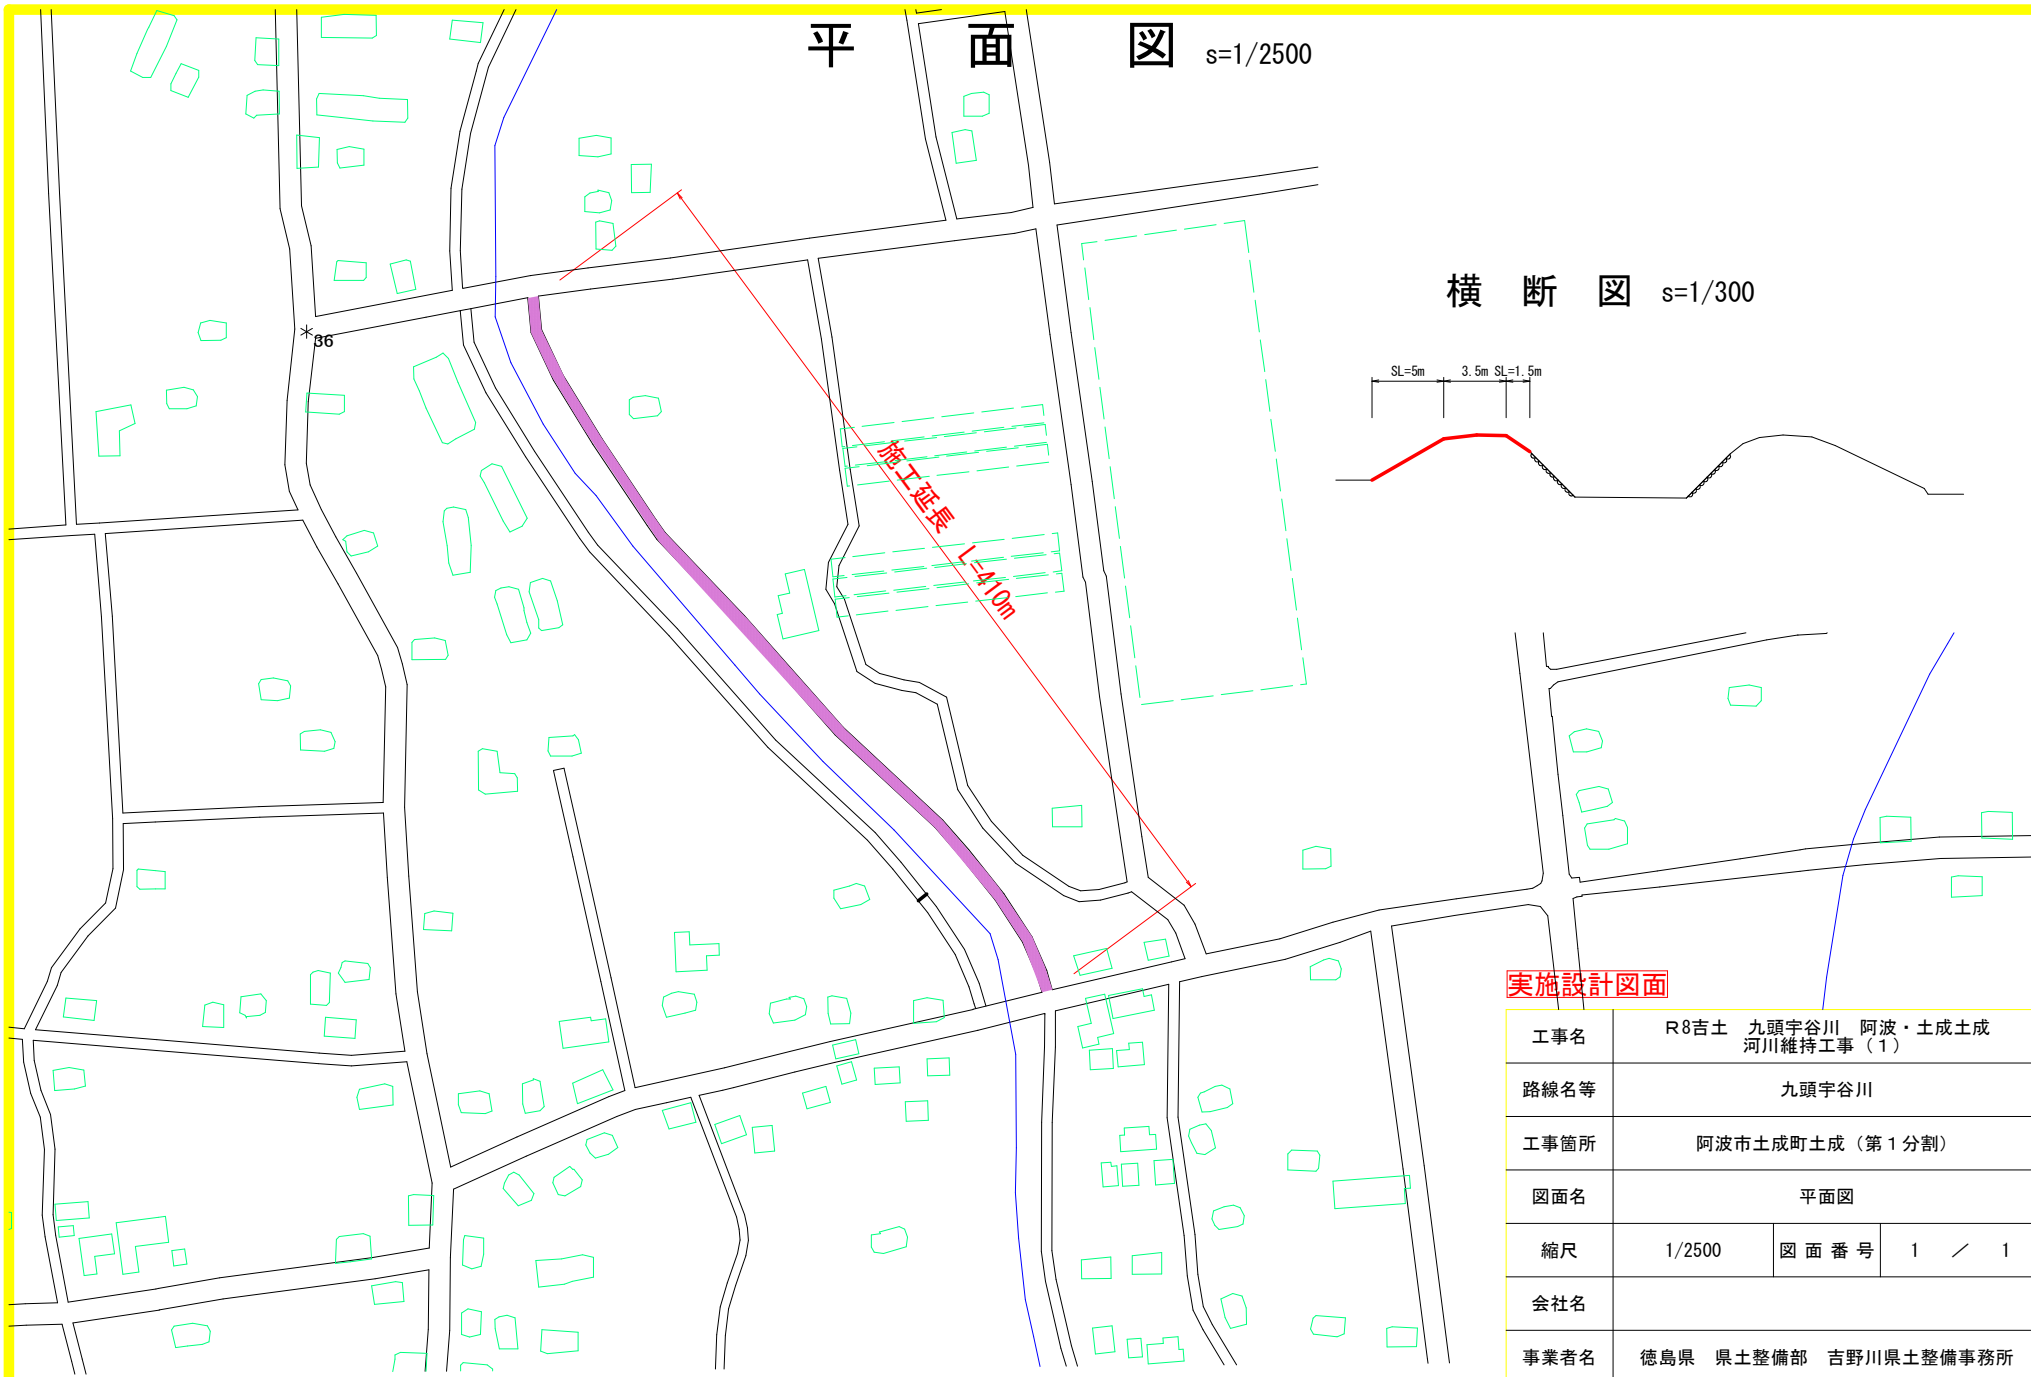 平 面 図 s=1/2500
36
施工延長 L=410m
横 断 図 s=1/300
SL=5m 3.5m SL=1.5m
実施設計図面
工事名 R8吉土 九頭宇谷川 阿波・土成土成
河川維持工事(1)
路線名等 九頭宇谷川
工事箇所 阿波市土成町土成(第1分割)
図面名 平面図
縮尺 1/2500 図面番号 1 / 1
会社名
事業者名 徳島県 県土整備部 吉野川県土整備事務所